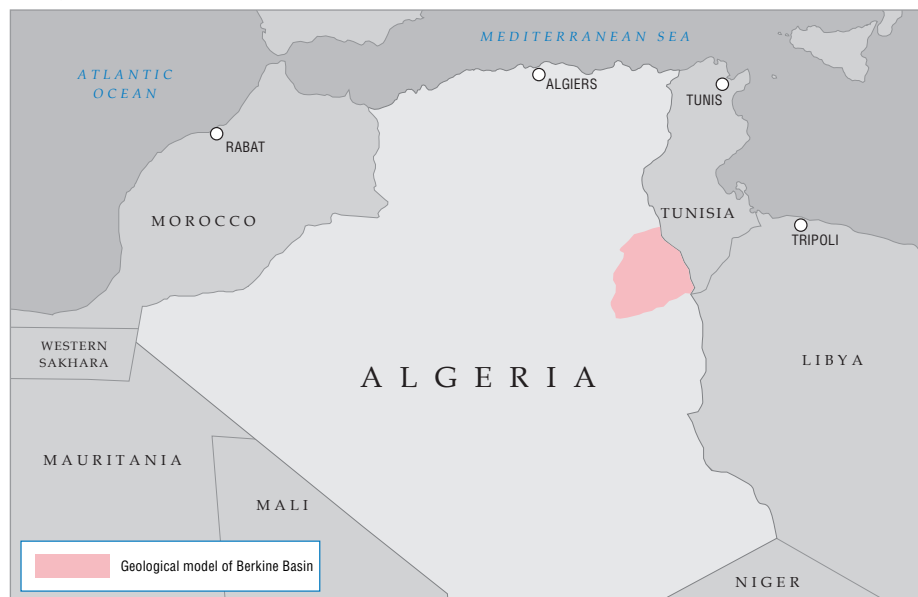 MEDITERRANEAN SEA
ATLANTIC
OCEAN
ALGIERS
TUNIS
RABAT
MOROCCO
TUNISIA
TRIPOLI
WESTERN
SAKHARA
LIBYA
ALGERIA
MAURITANIA
MALI
Geological model of Berkine Basin
NIGER